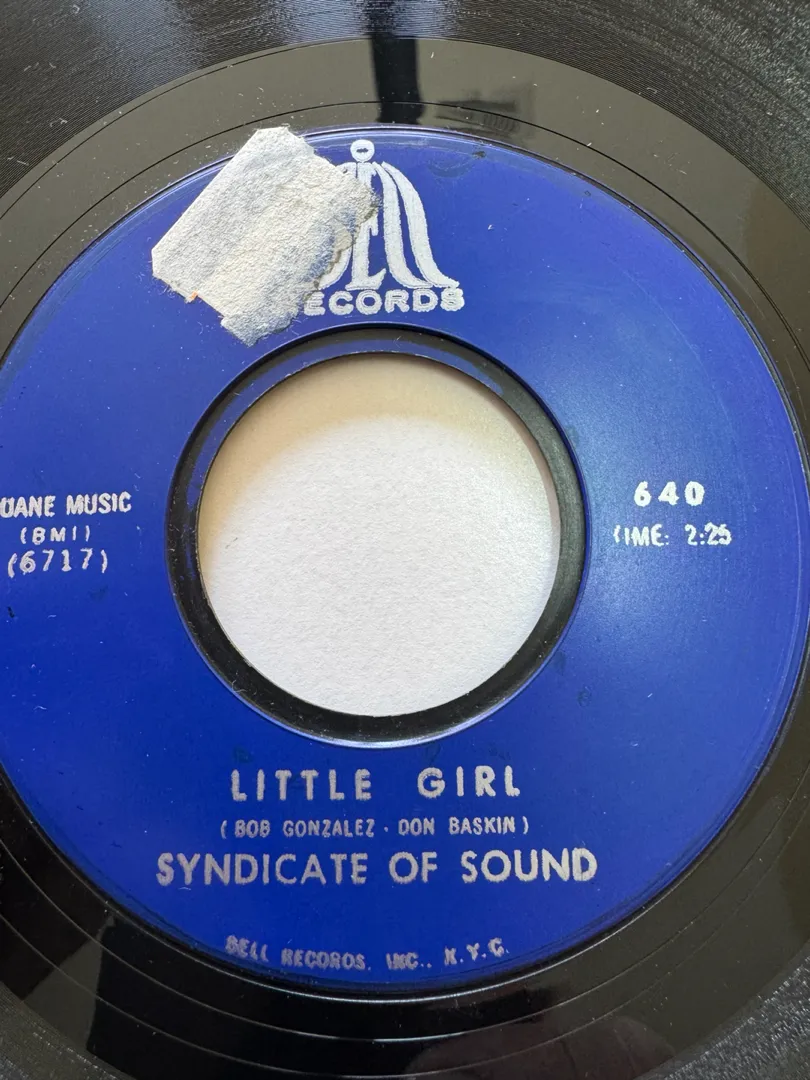 ECORDS
UANE MUSIC
(BMI)
(6717)
640
TIME: 2:25
LITTLE GIRL
(BOB GONZALEZ · DON BASKIN)
SYNDICATE OF SOUND
BELL RECORDS, INC., N.Y.C.